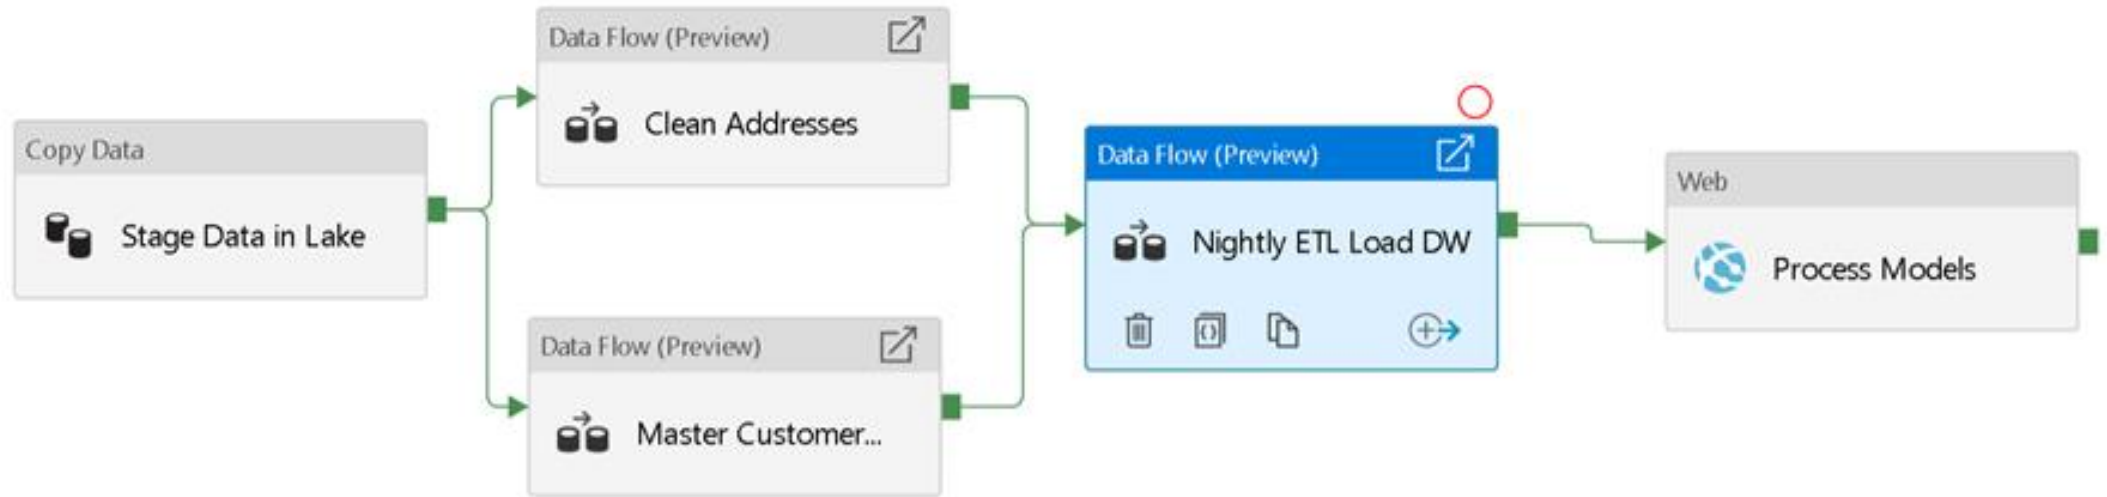 Copy Data
Stage Data in Lake
Data Flow (Preview)
Clean Addresses
Data Flow (Preview)
Master Customer...
Data Flow (Preview)
Nightly ETL Load DW
Web
Process Models